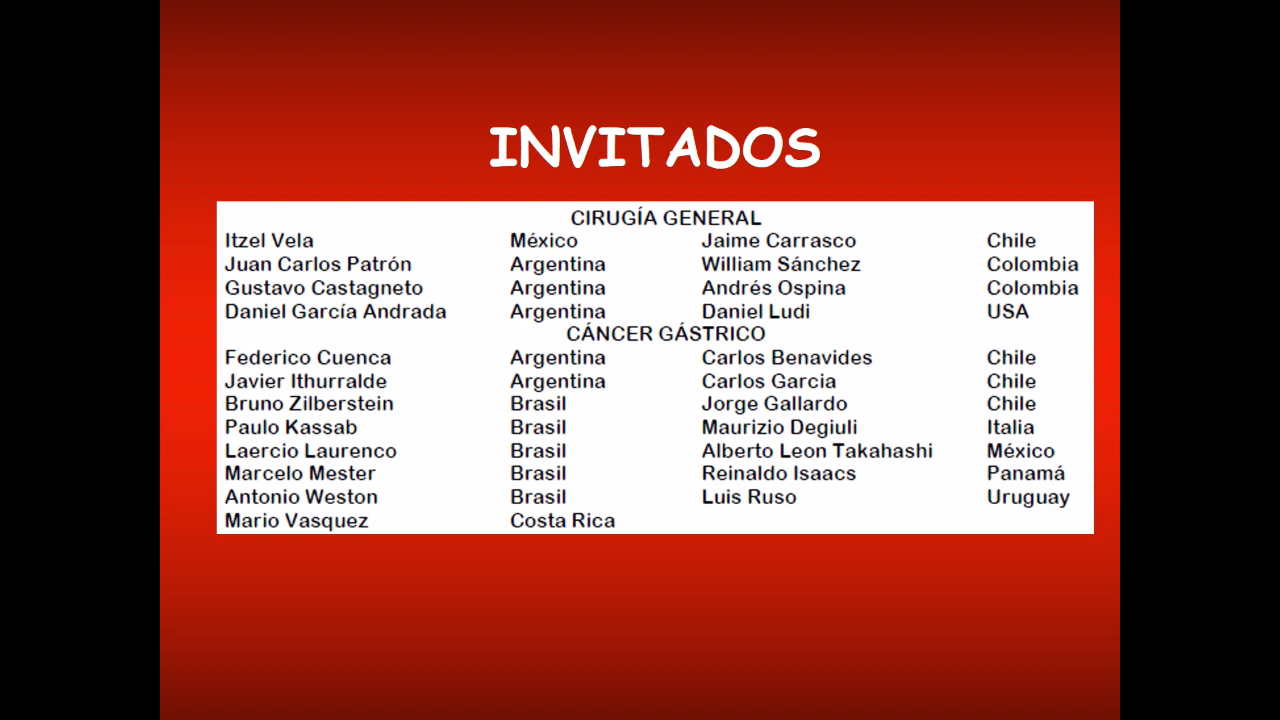 INVITADOS
CIRUGÍA GENERAL
Itzel Vela México Jaime Carrasco Chile
Juan Carlos Patrón Argentina William Sánchez Colombia
Gustavo Castagneto Argentina Andrés Ospina Colombia
Daniel García Andrada Argentina Daniel Ludi USA
CÁNCER GÁSTRICO
Federico Cuenca Argentina Carlos Benavides Chile
Javier Ithurralde Argentina Carlos Garcia Chile
Bruno Zilberstein Brasil Jorge Gallardo Chile
Paulo Kassab Brasil Maurizio Degiuli Italia
Laercio Laurenco Brasil Alberto Leon Takahashi México
Marcelo Mester Brasil Reinaldo Isaacs Panamá
Antonio Weston Brasil Luis Ruso Uruguay
Mario Vasquez Costa Rica